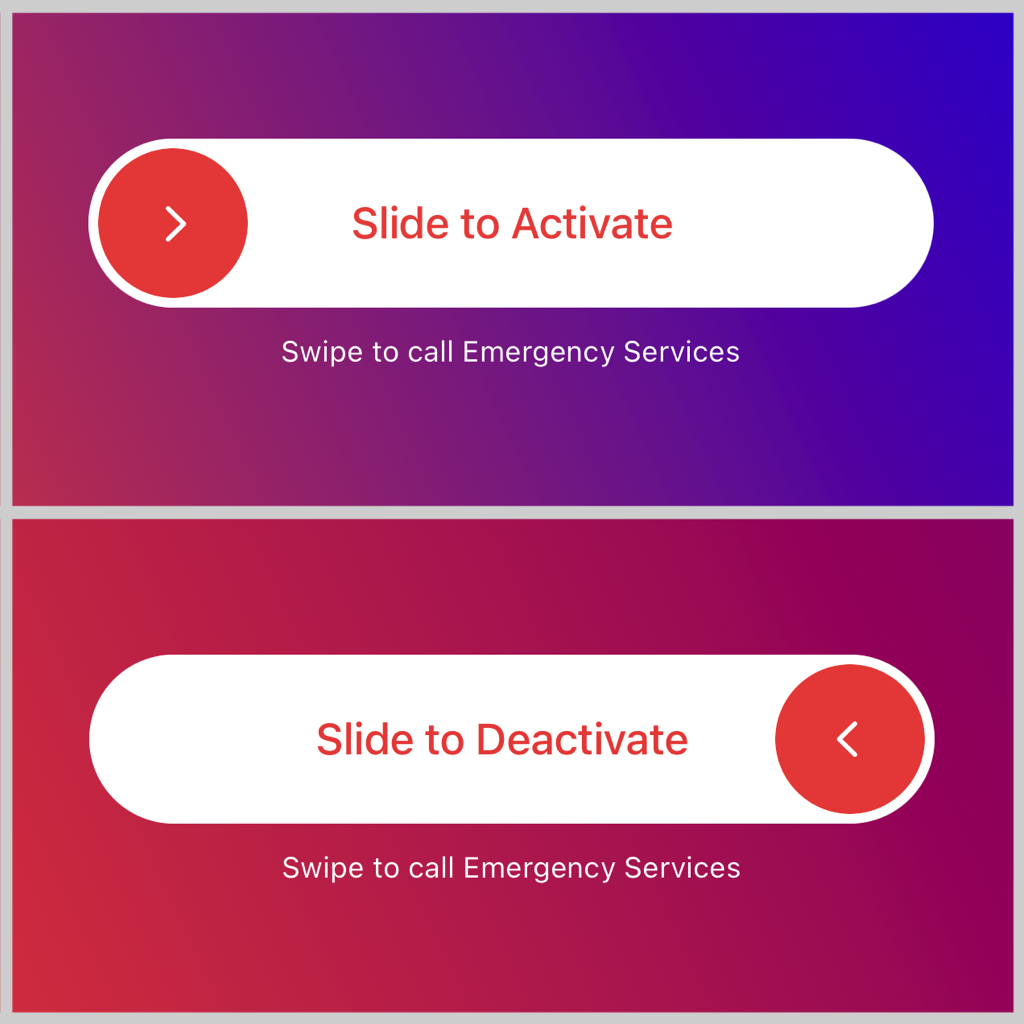 Slide to Activate
Swipe to call Emergency Services
Slide to Deactivate
Swipe to call Emergency Services